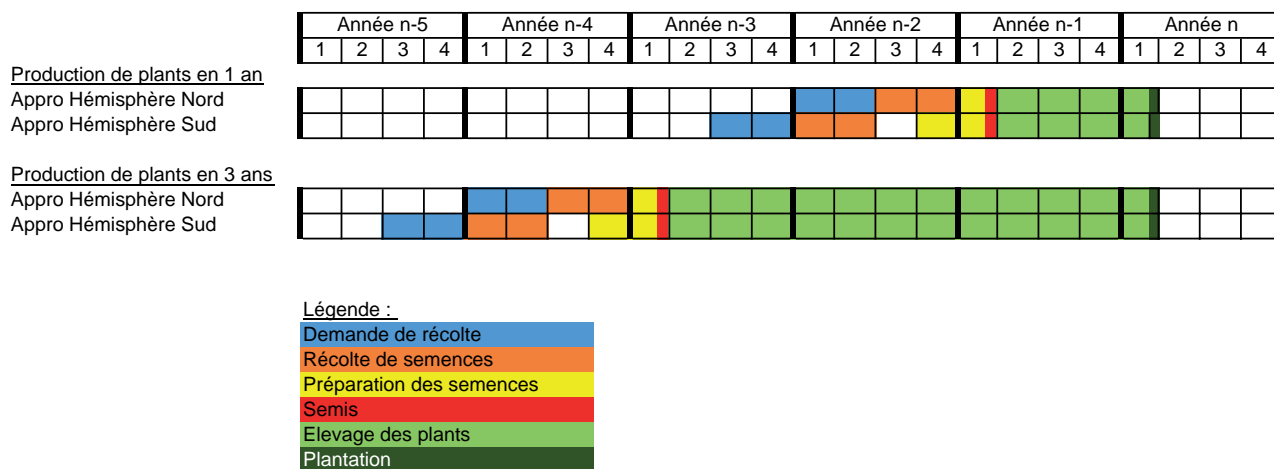 Année n-5 Année n-4 Année n-3 Année n-2 Année n-1 Année n
1 2 3 4 1 2 3 4 1 2 3 4 1 2 3 4 1 2 3 4 1 2 3 4
Production de plants en 1 an
Appro Hémisphère Nord
Appro Hémisphère Sud
Production de plants en 3 ans
Appro Hémisphère Nord
Appro Hémisphère Sud
Légende :
Demande de récolte
Récolte de semences
Préparation des semences
Semis
Elevage des plants
Plantation